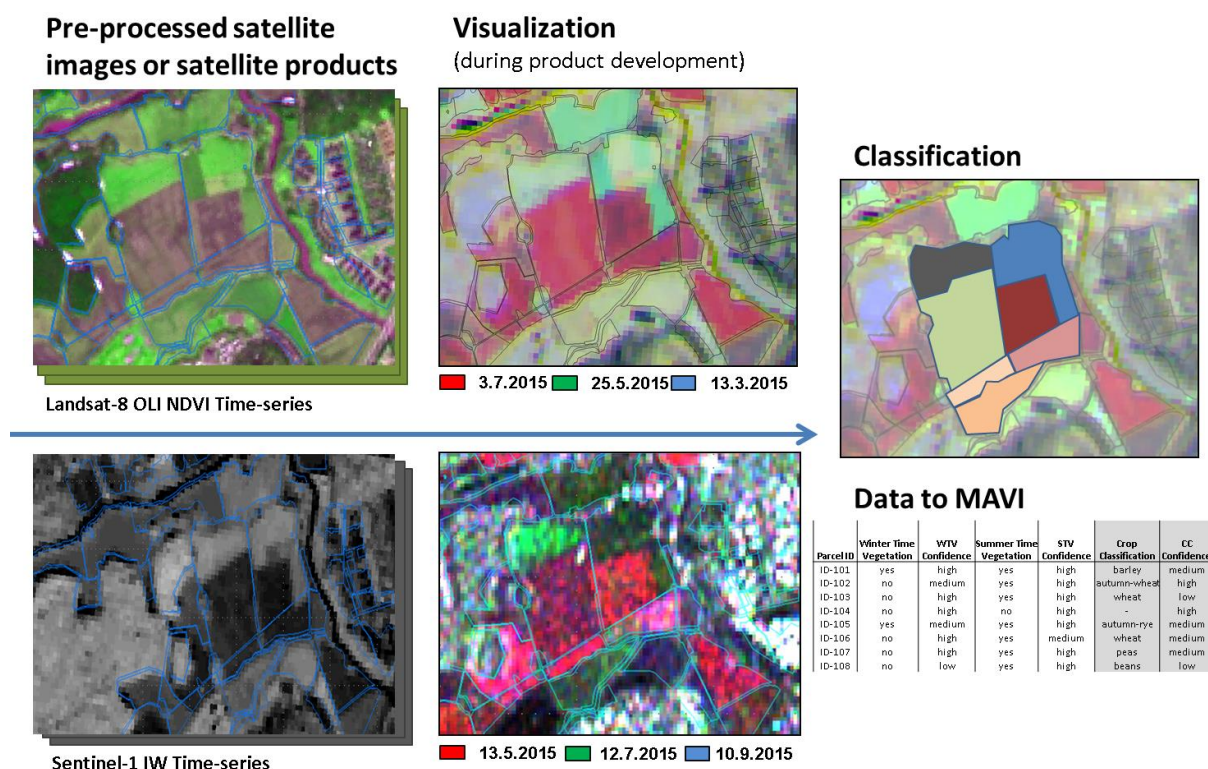 Pre-processed satellite
images or satellite products
Landsat-8 OLI NDVI Time-series
Sentinel-1 IW Time-series
Visualization
(during product development)
3.7.2015 25.5.2015 13.3.2015
13.5.2015 12.7.2015 10.9.2015
Classification
Data to MAVI
Parcel ID Winter Time Vegetation WTV Confidence Summer Time Vegetation STV Confidence Crop Classification CC Confidence
ID-101 yes high yes high barley medium
ID-102 no medium yes high autumn-wheat high
ID-103 no high yes high wheat low
ID-104 no high no high - high
ID-105 yes medium yes high autumn-rye medium
ID-106 no high yes medium wheat medium
ID-107 no high yes high peas medium
ID-108 no low yes high beans low